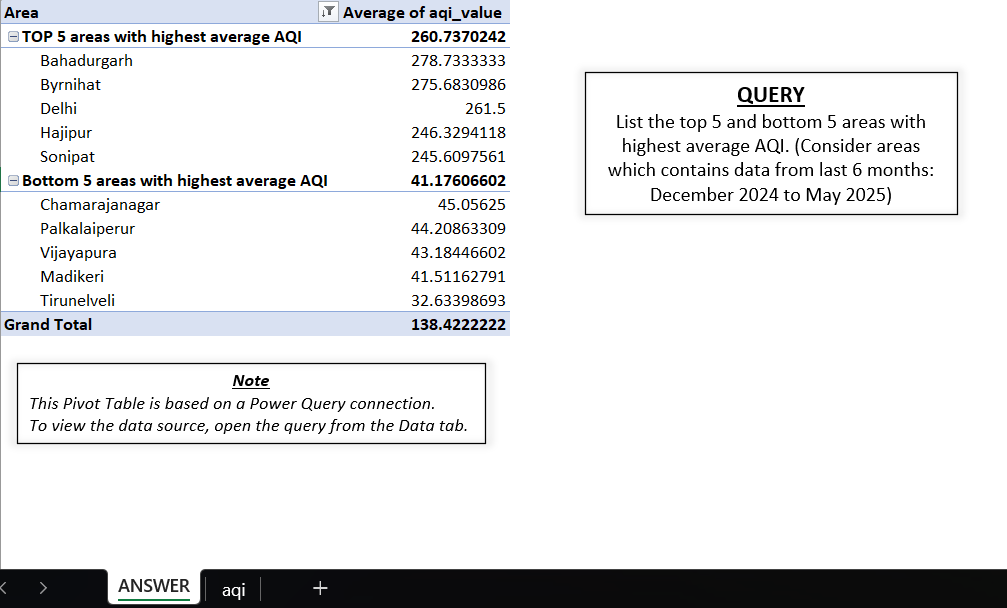 Area Average of aqi_value
TOP 5 areas with highest average AQI 260.7370242
Bahadurgarh 278.7333333
Byrnihat 275.6830986
Delhi 261.5
Hajipur 246.3294118
Sonipat 245.6097561
Bottom 5 areas with highest average AQI 41.17606602
Chamarajanagar 45.05625
Palkalaiperur 44.20863309
Vijayapura 43.18446602
Madikeri 41.51162791
Tirunelveli 32.63398693
Grand Total 138.4222222
QUERY
List the top 5 and bottom 5 areas with
highest average AQI. (Consider areas
which contains data from last 6 months:
December 2024 to May 2025)
Note
This Pivot Table is based on a Power Query connection.
To view the data source, open the query from the Data tab.
ANSWER aqi